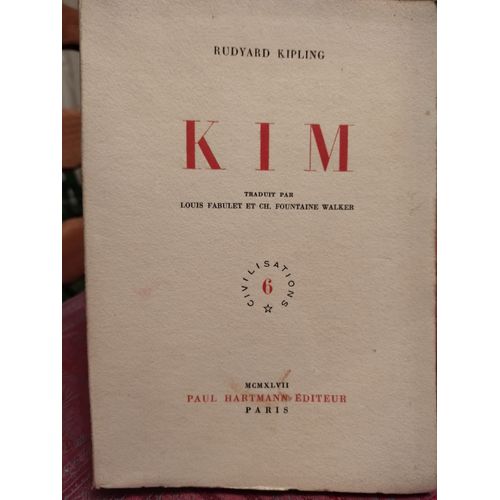 RUDYARD KIPLING
KIM
TRADUIT PAR
LOUIS FABULET ET CH. FOUNTAINE WALKER
CIVILISATIONS
6
MCMXLVII
PAUL HARTMANN ÉDITEUR
PARIS